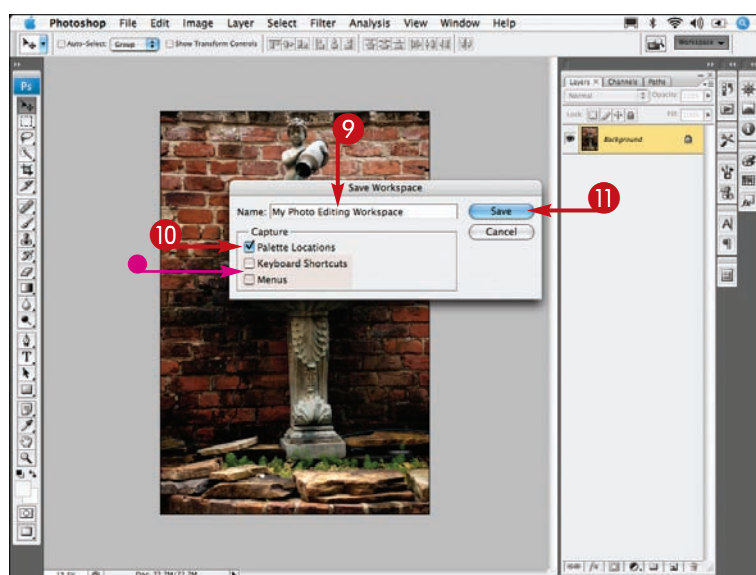 Photoshop File Edit Image Layer Select Filter Analysis View Window Help
Auto-Select: Group Show Transform Controls Workspace
Ps
Layers × Channels Paths
Normal Opacity:
Lock: Fill:
Background
9
Save Workspace
Name: My Photo Editing Workspace Save
11
Capture Cancel
10
Palette Locations
Keyboard Shortcuts
Menus
T
A